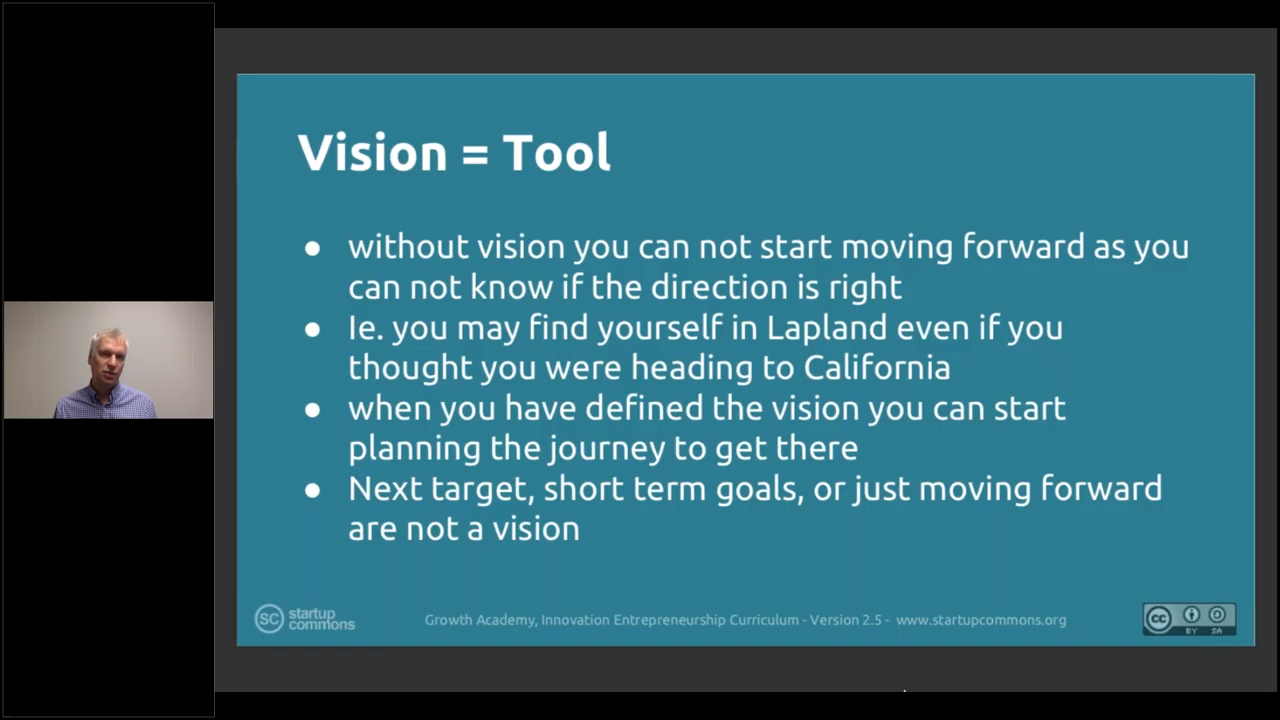 Vision = Tool
● without vision you can not start moving forward as you
can not know if the direction is right
● Ie. you may find yourself in Lapland even if you
thought you were heading to California
● when you have defined the vision you can start
planning the journey to get there
● Next target, short term goals, or just moving forward
are not a vision
SC startup
commons
Growth Academy, Innovation Entrepreneurship Curriculum - Version 2.5 - www.startupcommons.org
cc
BY SA